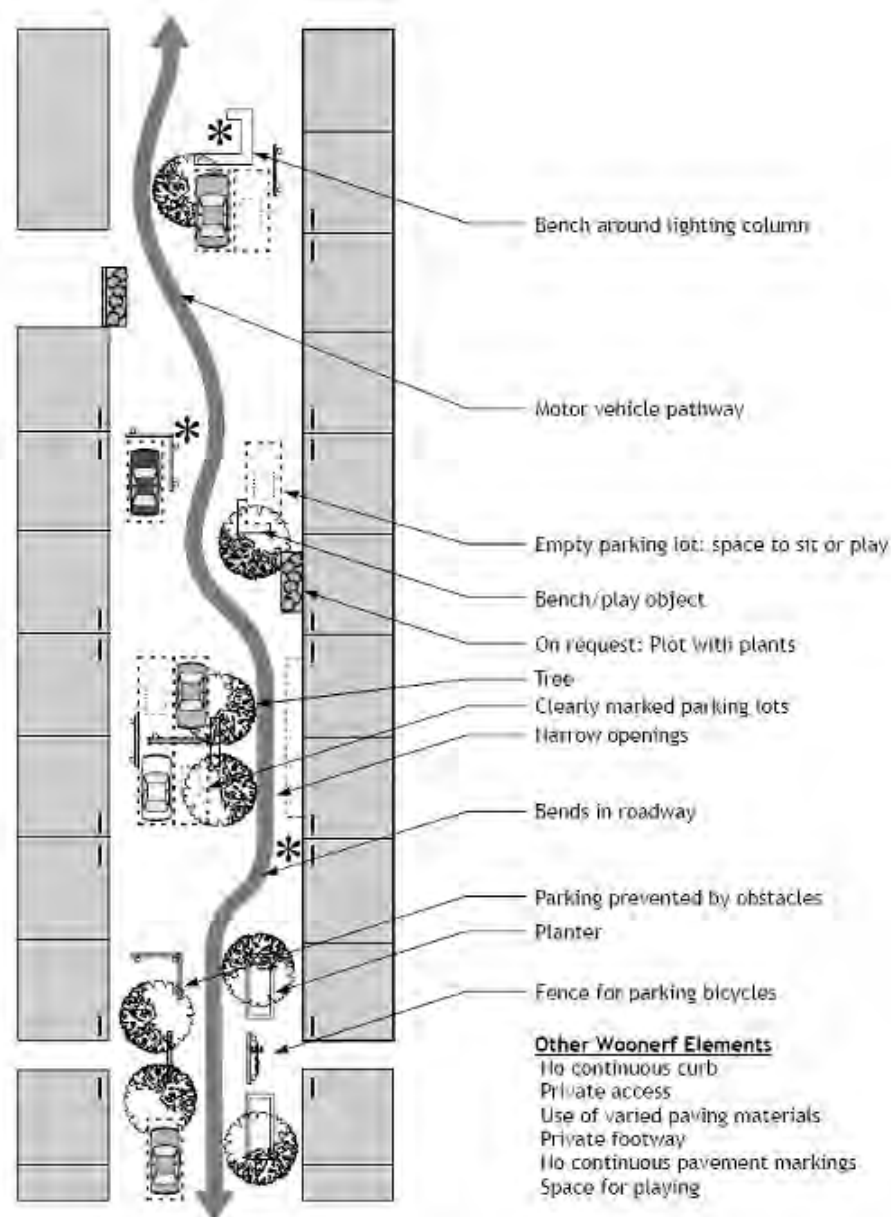 Bench around lighting column
Motor vehicle pathway
Empty parking lot: space to sit or play
Bench/play object
On request: Plot with plants
Tree
Clearly marked parking lots
Narrow openings
Bends in roadway
Parking prevented by obstacles
Planter
Fence for parking bicycles
Other Woonerf Elements
No continuous curb
Private access
Use of varied paving materials
Private footway
No continuous pavement markings
Space for playing